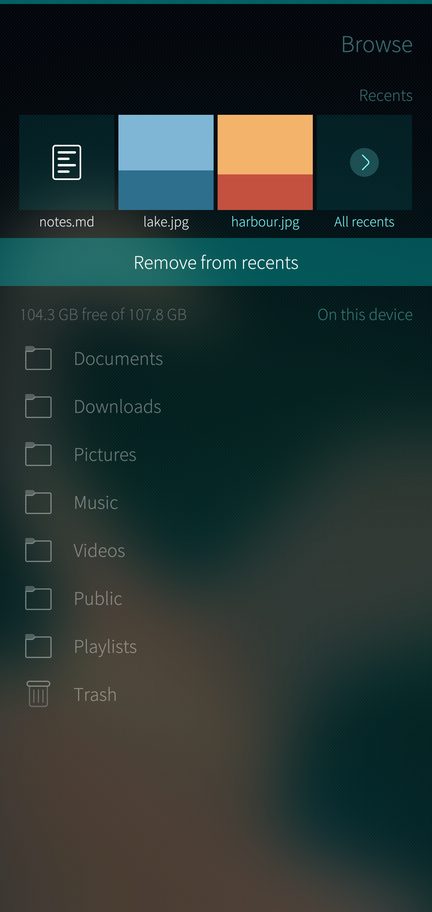 Browse
Recents
notes.md lake.jpg harbour.jpg All recents
Remove from recents
104.3 GB free of 107.8 GB On this device
Documents
Downloads
Pictures
Music
Videos
Public
Playlists
Trash